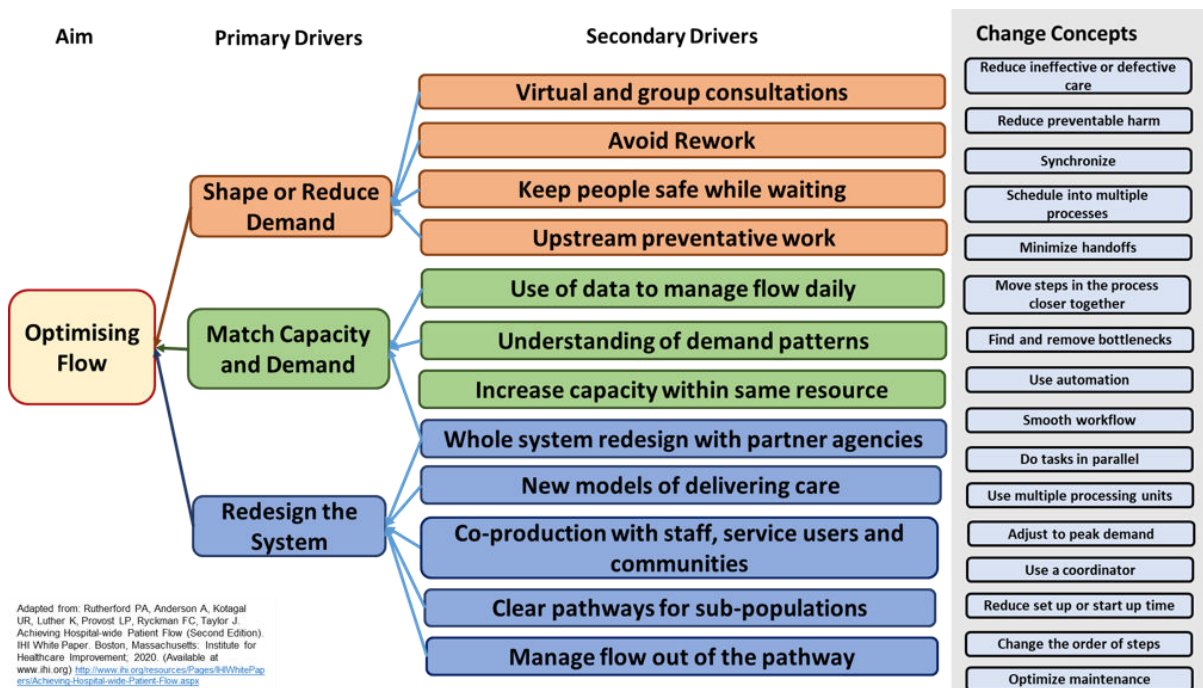 Aim
Primary Drivers
Secondary Drivers
Change Concepts
Optimising
Flow
Shape or Reduce
Demand
Match Capacity
and Demand
Redesign the
System
Virtual and group consultations
Avoid Rework
Keep people safe while waiting
Upstream preventative work
Use of data to manage flow daily
Understanding of demand patterns
Increase capacity within same resource
Whole system redesign with partner agencies
New models of delivering care
Co-production with staff, service users and
communities
Clear pathways for sub-populations
Manage flow out of the pathway
Reduce ineffective or defective
care
Reduce preventable harm
Synchronize
Schedule into multiple
processes
Minimize handoffs
Move steps in the process
closer together
Find and remove bottlenecks
Use automation
Smooth workflow
Do tasks in parallel
Use multiple processing units
Adjust to peak demand
Use a coordinator
Reduce set up or start up time
Change the order of steps
Optimize maintenance
Adapted from: Rutherford PA, Anderson A, Kotagal
UR, Luther K, Provost LP, Ryckman FC, Taylor J.
Achieving Hospital-wide Patient Flow (Second Edition).
IHI White Paper. Boston, Massachusetts: Institute for
Healthcare Improvement; 2020. (Available at
www.ihi.org) http://www.ihi.org/resources/Pages/IHIWhitePap
ers/Achieving-Hospital-wide-Patient-Flow.aspx